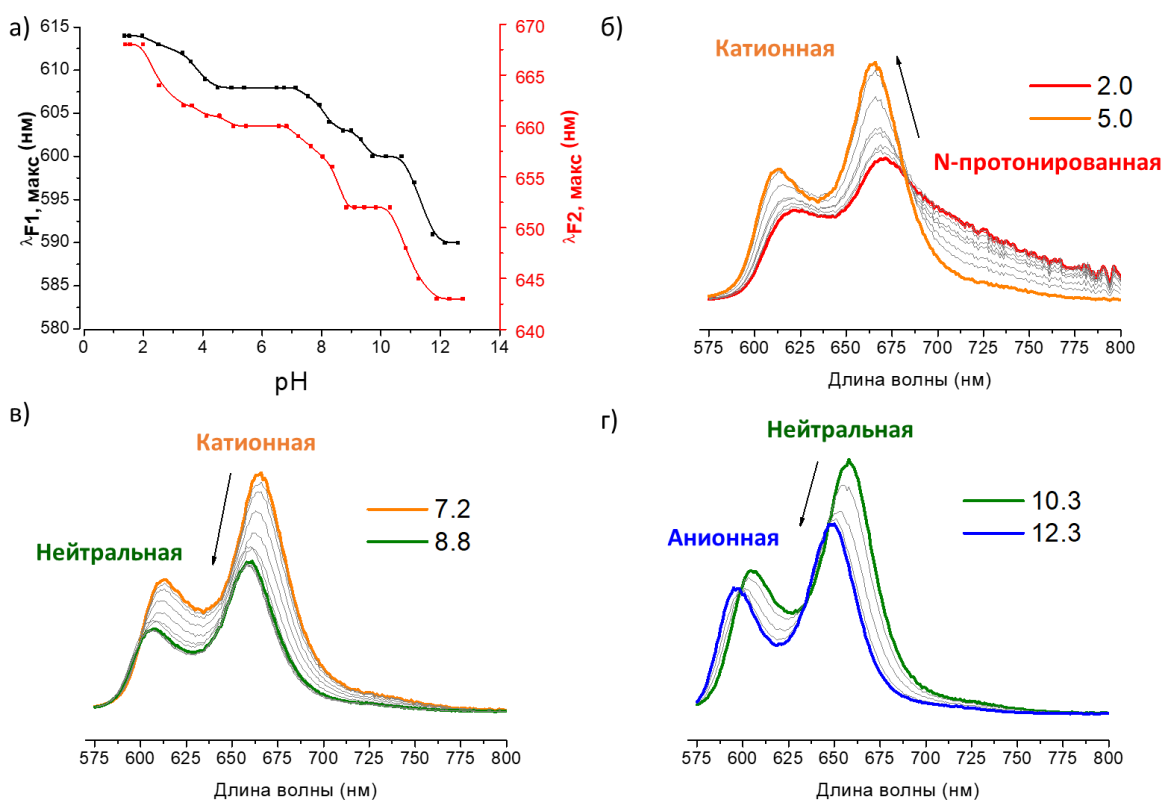 а)
615
610
605
600
595
590
585
580
λF1, макс (нм)
670
665
660
655
650
645
640
λF2, макс (нм)
0 2 4 6 8 10 12 14
pH
б)
Катионная
2.0
5.0
N-протонированная
575 600 625 650 675 700 725 750 775 800
Длина волны (нм)
в)
Катионная
7.2
8.8
Нейтральная
575 600 625 650 675 700 725 750 775 800
Длина волны (нм)
г)
Нейтральная
10.3
12.3
Анионная
575 600 625 650 675 700 725 750 775 800
Длина волны (нм)